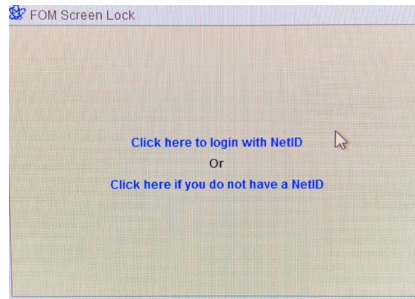 FOM Screen Lock
Click here to login with NetID
Or
Click here if you do not have a NetID